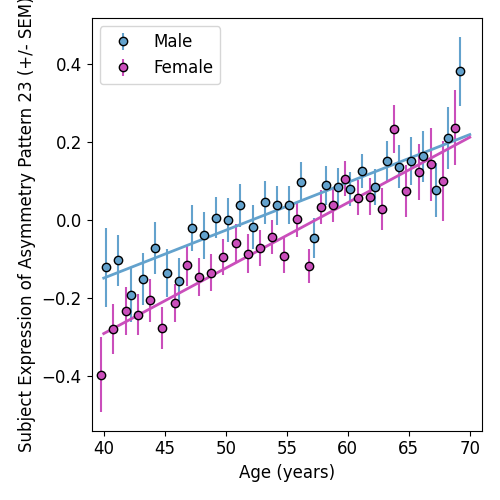 Subject Expression of Asymmetry Pattern 23 (+/- SEM)
0.4
0.2
0.0
−0.2
−0.4
Male
Female
40 45 50 55 60 65 70
Age (years)